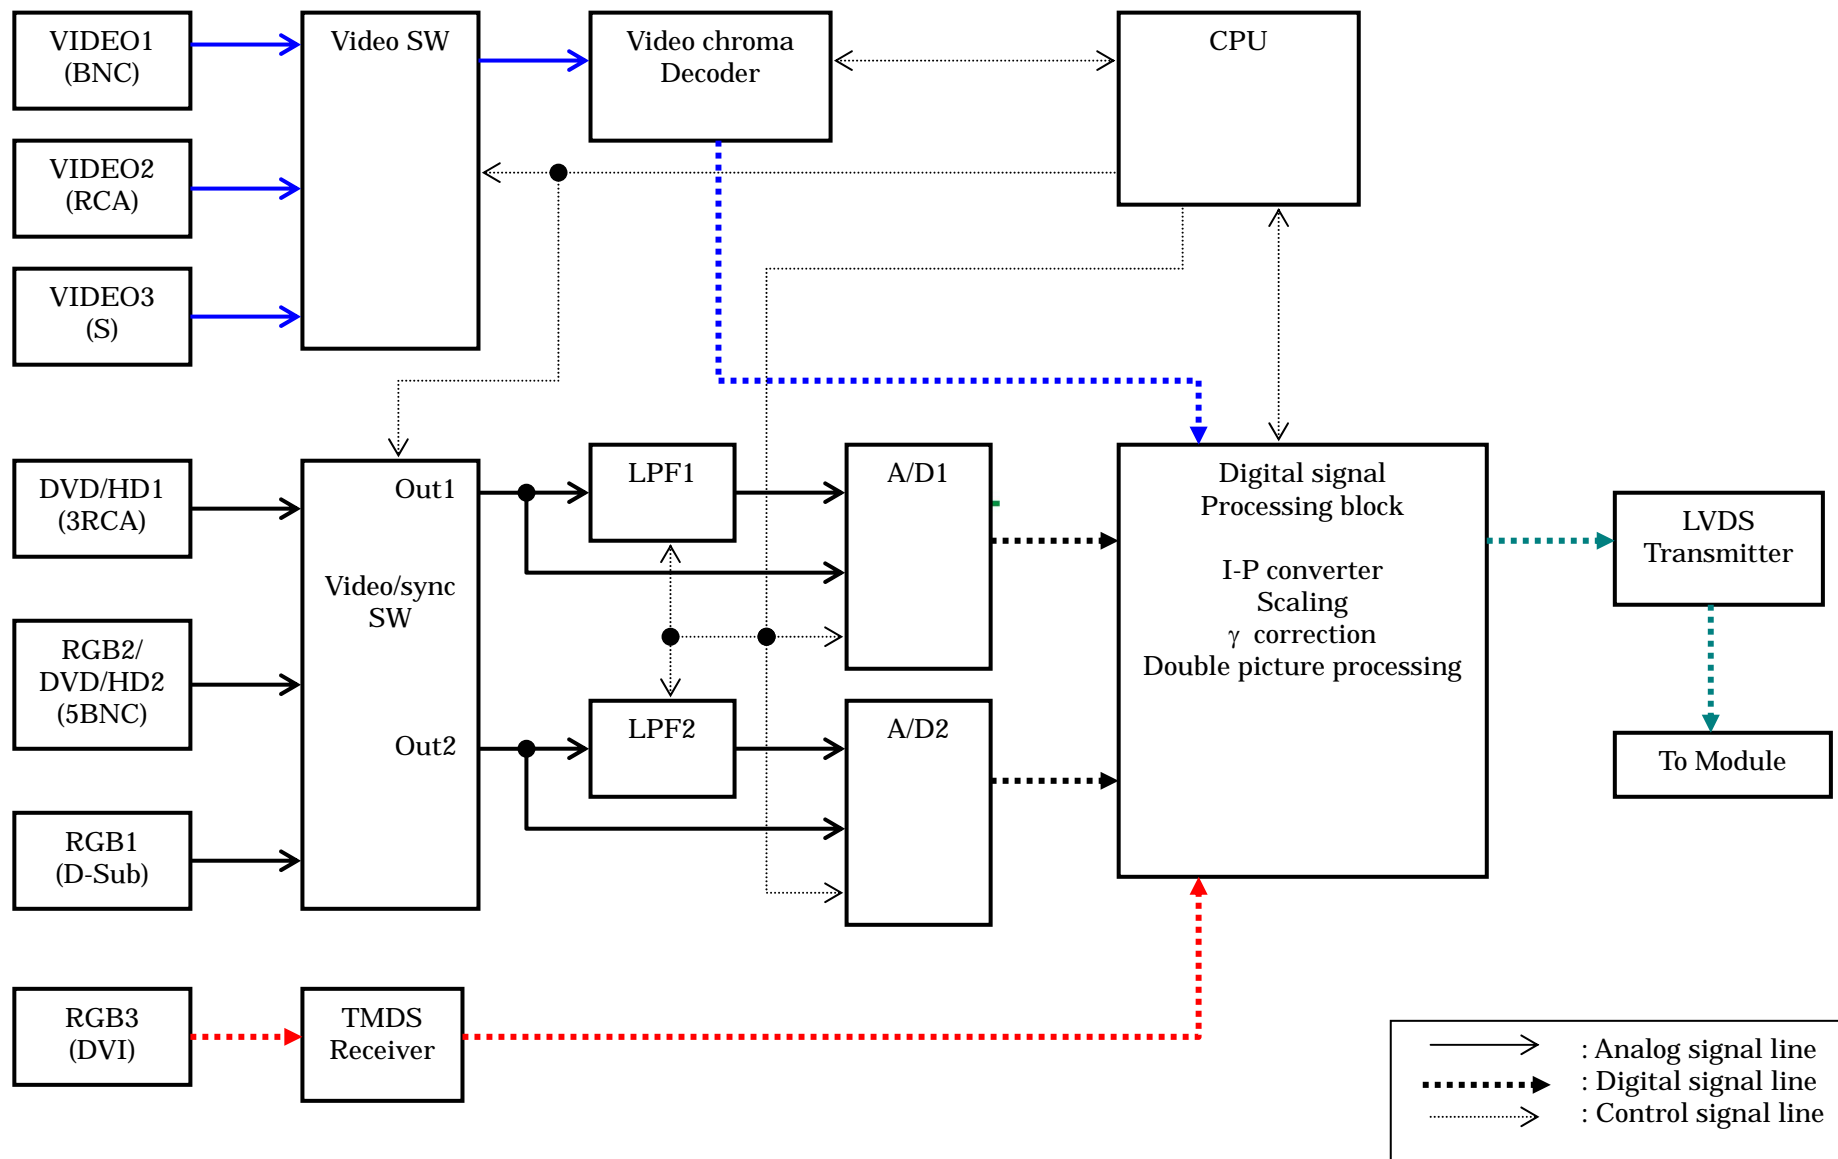 VIDEO1
(BNC)
Video SW
Video chroma
Decoder
CPU
VIDEO2
(RCA)
VIDEO3
(S)
DVD/HD1
(3RCA)
Out1
LPF1
A/D1
Digital signal
Processing block
I-P converter
Scaling
γ correction
Double picture processing
LVDS
Transmitter
Video/sync
SW
RGB2/
DVD/HD2
(5BNC)
Out2
LPF2
A/D2
To Module
RGB1
(D-Sub)
RGB3
(DVI)
TMDS
Receiver
: Analog signal line
: Digital signal line
: Control signal line